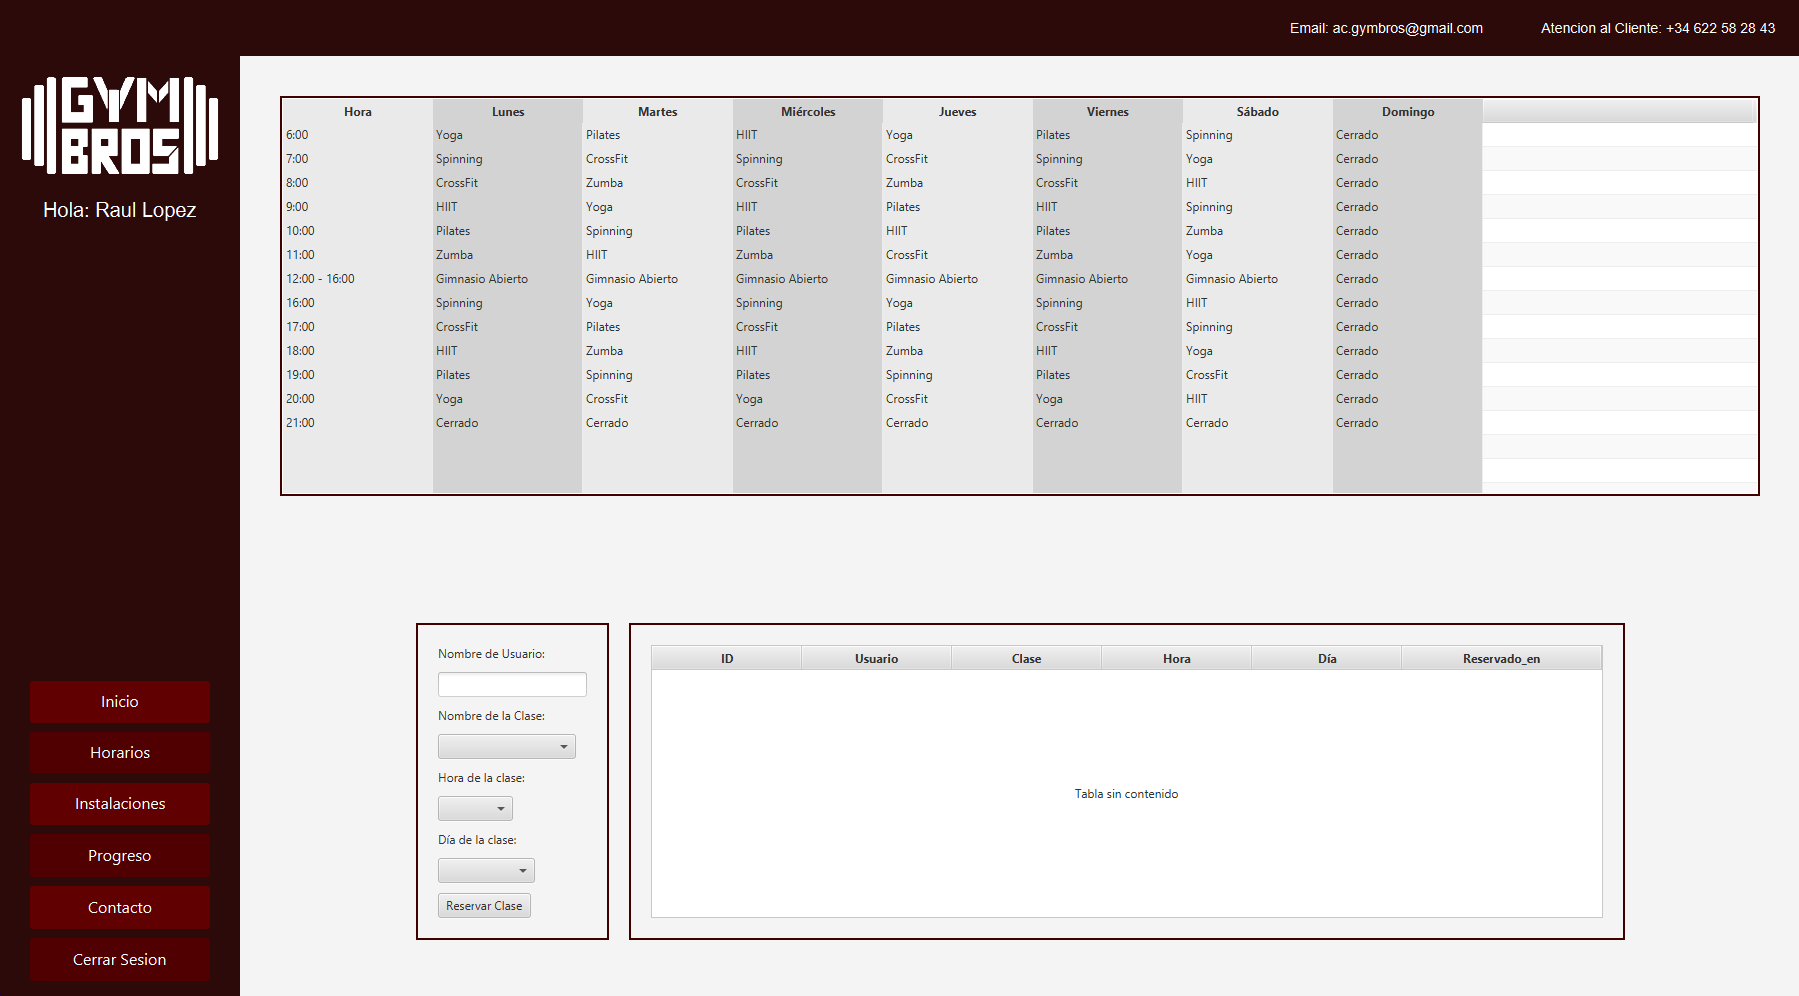 Email: ac.gymbros@gmail.com Atencion al Cliente: +34 622 58 28 43
GYM
BROS
Hola: Raul Lopez
Hora Lunes Martes Miércoles Jueves Viernes Sábado Domingo
6:00 Yoga Pilates HIIT Yoga Pilates Spinning Cerrado
7:00 Spinning CrossFit Spinning CrossFit Spinning Yoga Cerrado
8:00 CrossFit Zumba CrossFit Zumba CrossFit HIIT Cerrado
9:00 HIIT Yoga HIIT Pilates HIIT Spinning Cerrado
10:00 Pilates Spinning Pilates HIIT Pilates Zumba Cerrado
11:00 Zumba HIIT Zumba CrossFit Zumba Yoga Cerrado
12:00 - 16:00 Gimnasio Abierto Gimnasio Abierto Gimnasio Abierto Gimnasio Abierto Gimnasio Abierto Gimnasio Abierto Cerrado
16:00 Spinning Yoga Spinning Yoga Spinning HIIT Cerrado
17:00 CrossFit Pilates CrossFit Pilates CrossFit Spinning Cerrado
18:00 HIIT Zumba HIIT Zumba HIIT Yoga Cerrado
19:00 Pilates Spinning Pilates Spinning Pilates CrossFit Cerrado
20:00 Yoga CrossFit Yoga CrossFit Yoga HIIT Cerrado
21:00 Cerrado Cerrado Cerrado Cerrado Cerrado Cerrado Cerrado
Inicio
Horarios
Instalaciones
Progreso
Contacto
Cerrar Sesion
Nombre de Usuario:
Nombre de la Clase:
Hora de la clase:
Día de la clase:
Reservar Clase
ID Usuario Clase Hora Día Reservado_en
Tabla sin contenido